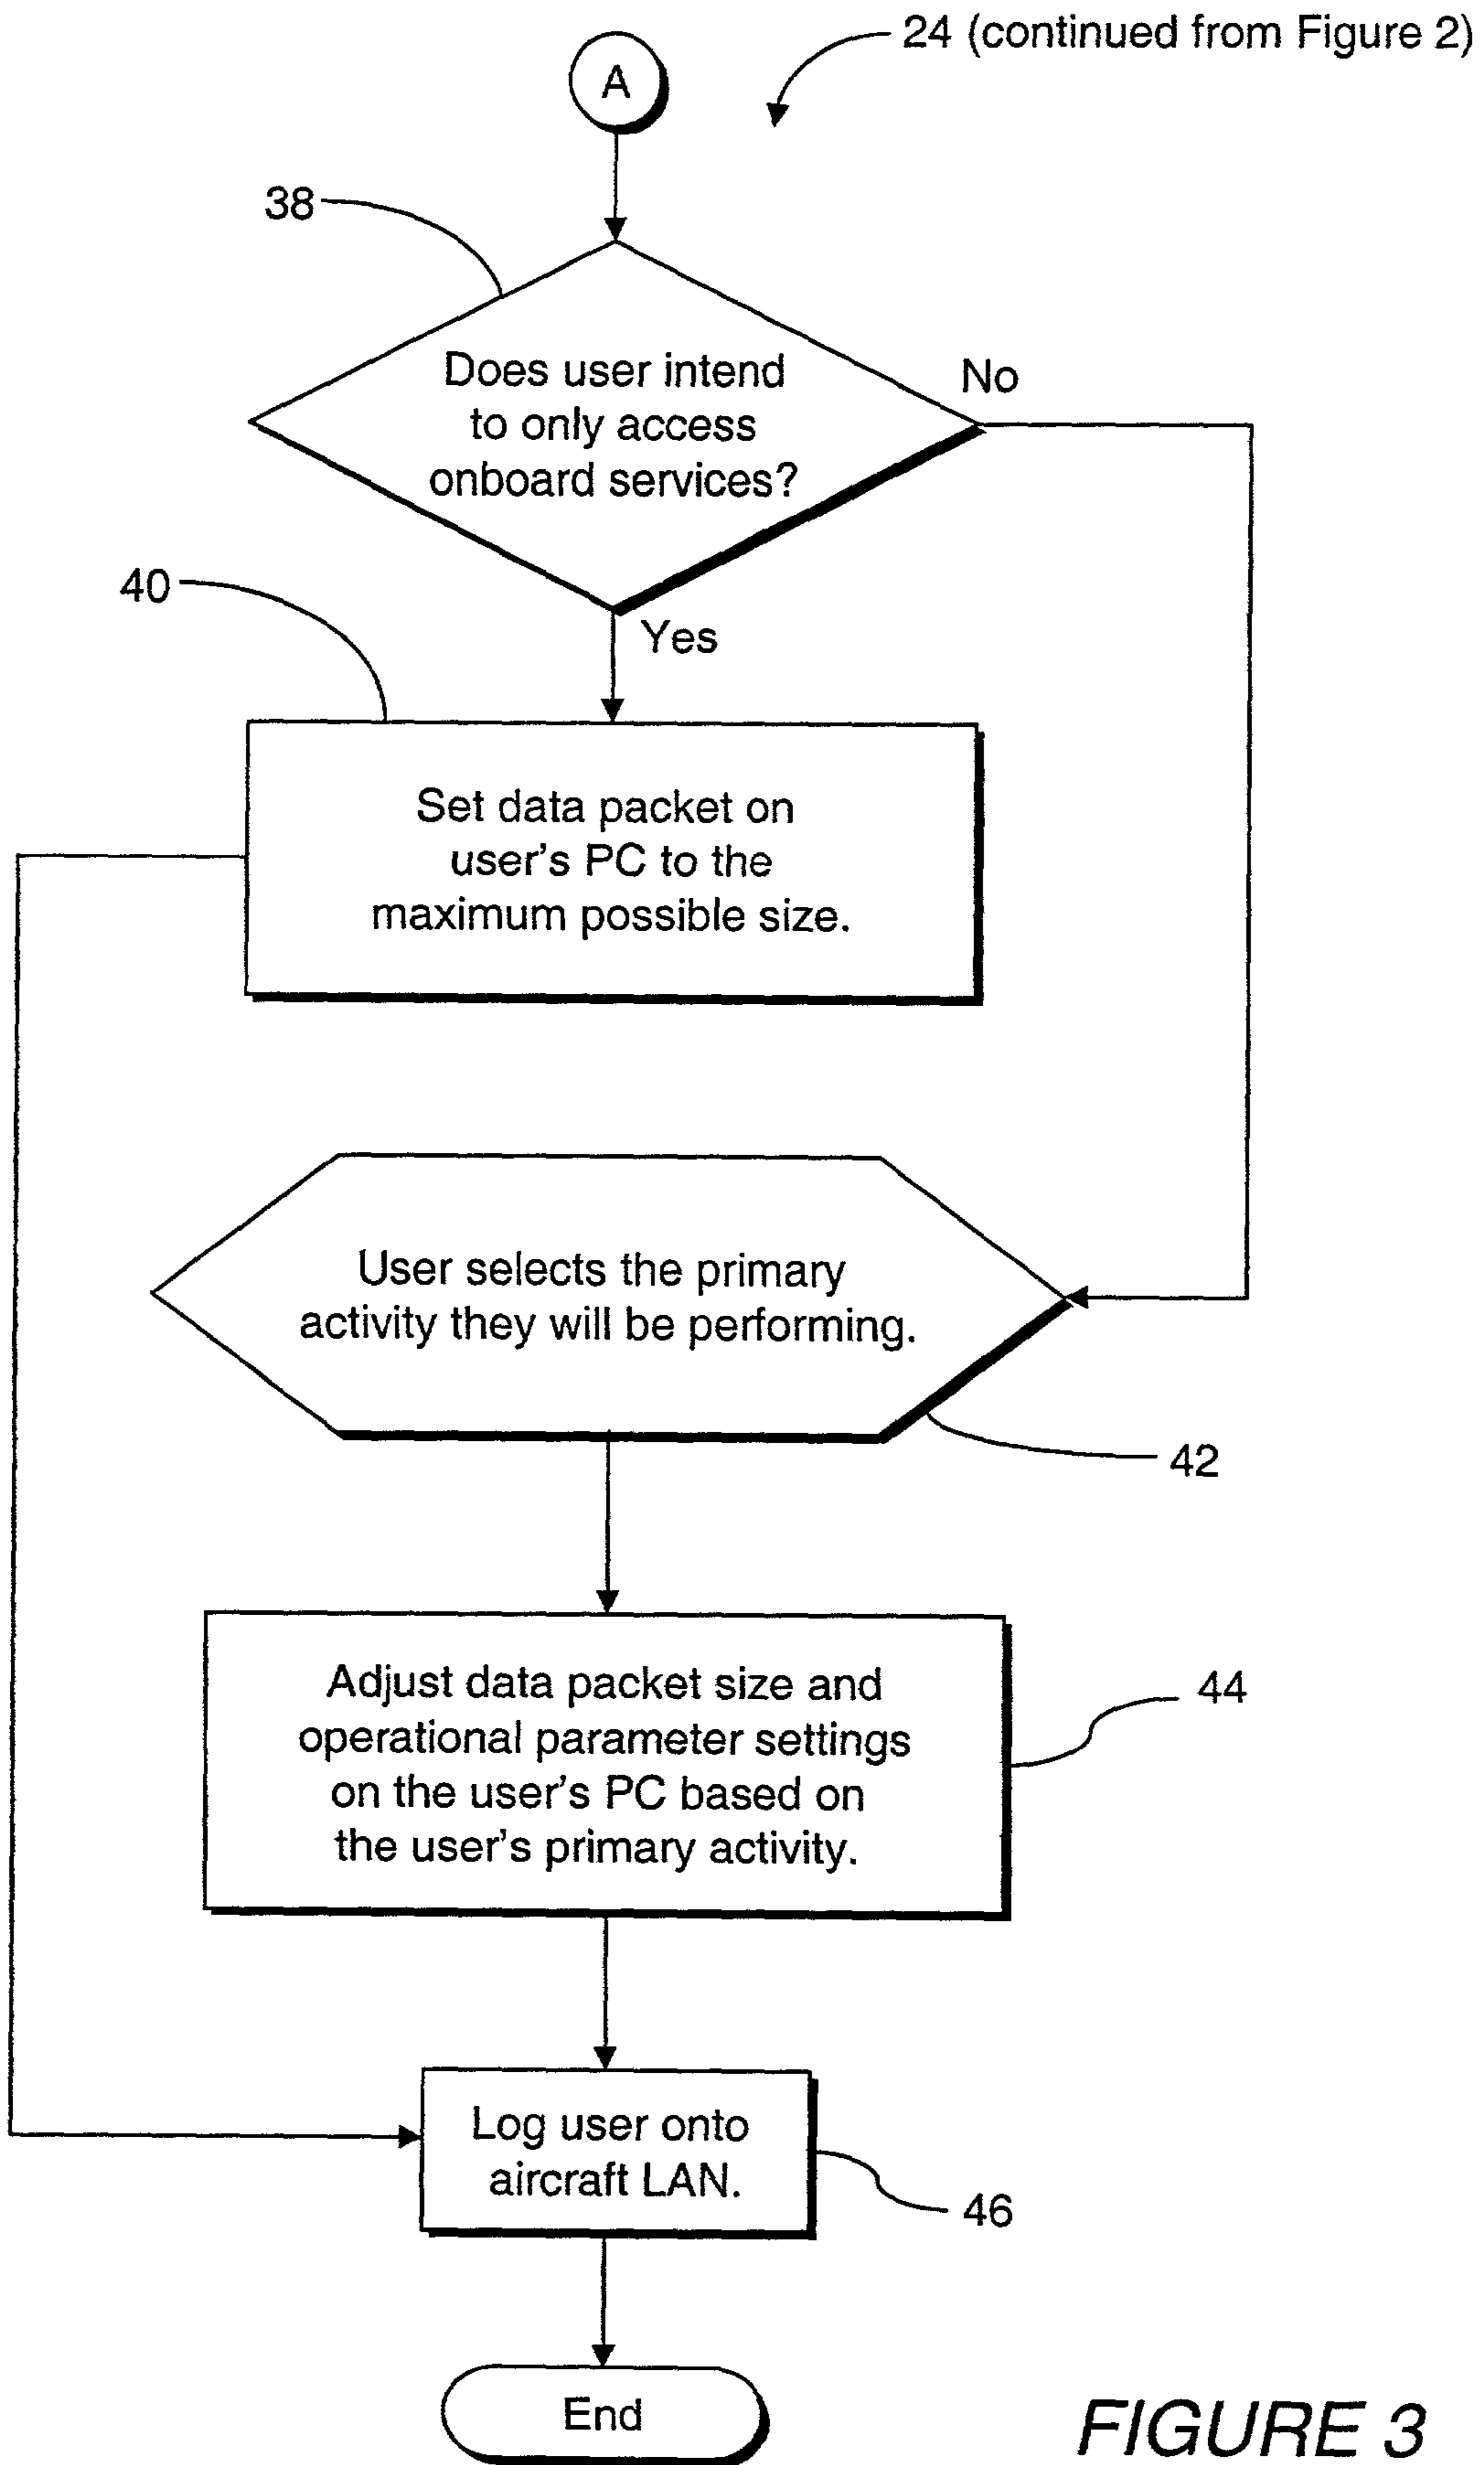 24 (continued from Figure 2)
A
38
Does user intend
to only access
onboard services?
No
Yes
40
Set data packet on
user's PC to the
maximum possible size.
User selects the primary
activity they will be performing.
42
Adjust data packet size and
operational parameter settings
on the user's PC based on
the user's primary activity.
44
Log user onto
aircraft LAN.
46
End
FIGURE 3